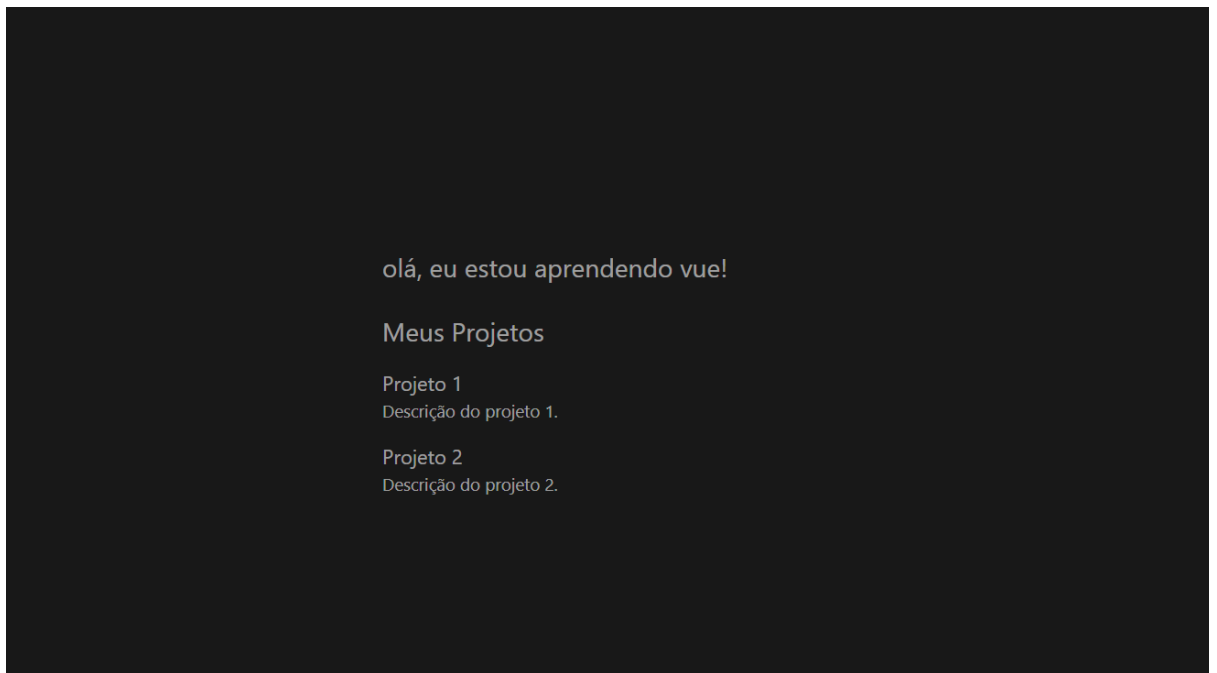 olá, eu estou aprendendo vue!
Meus Projetos
Projeto 1
Descrição do projeto 1.
Projeto 2
Descrição do projeto 2.